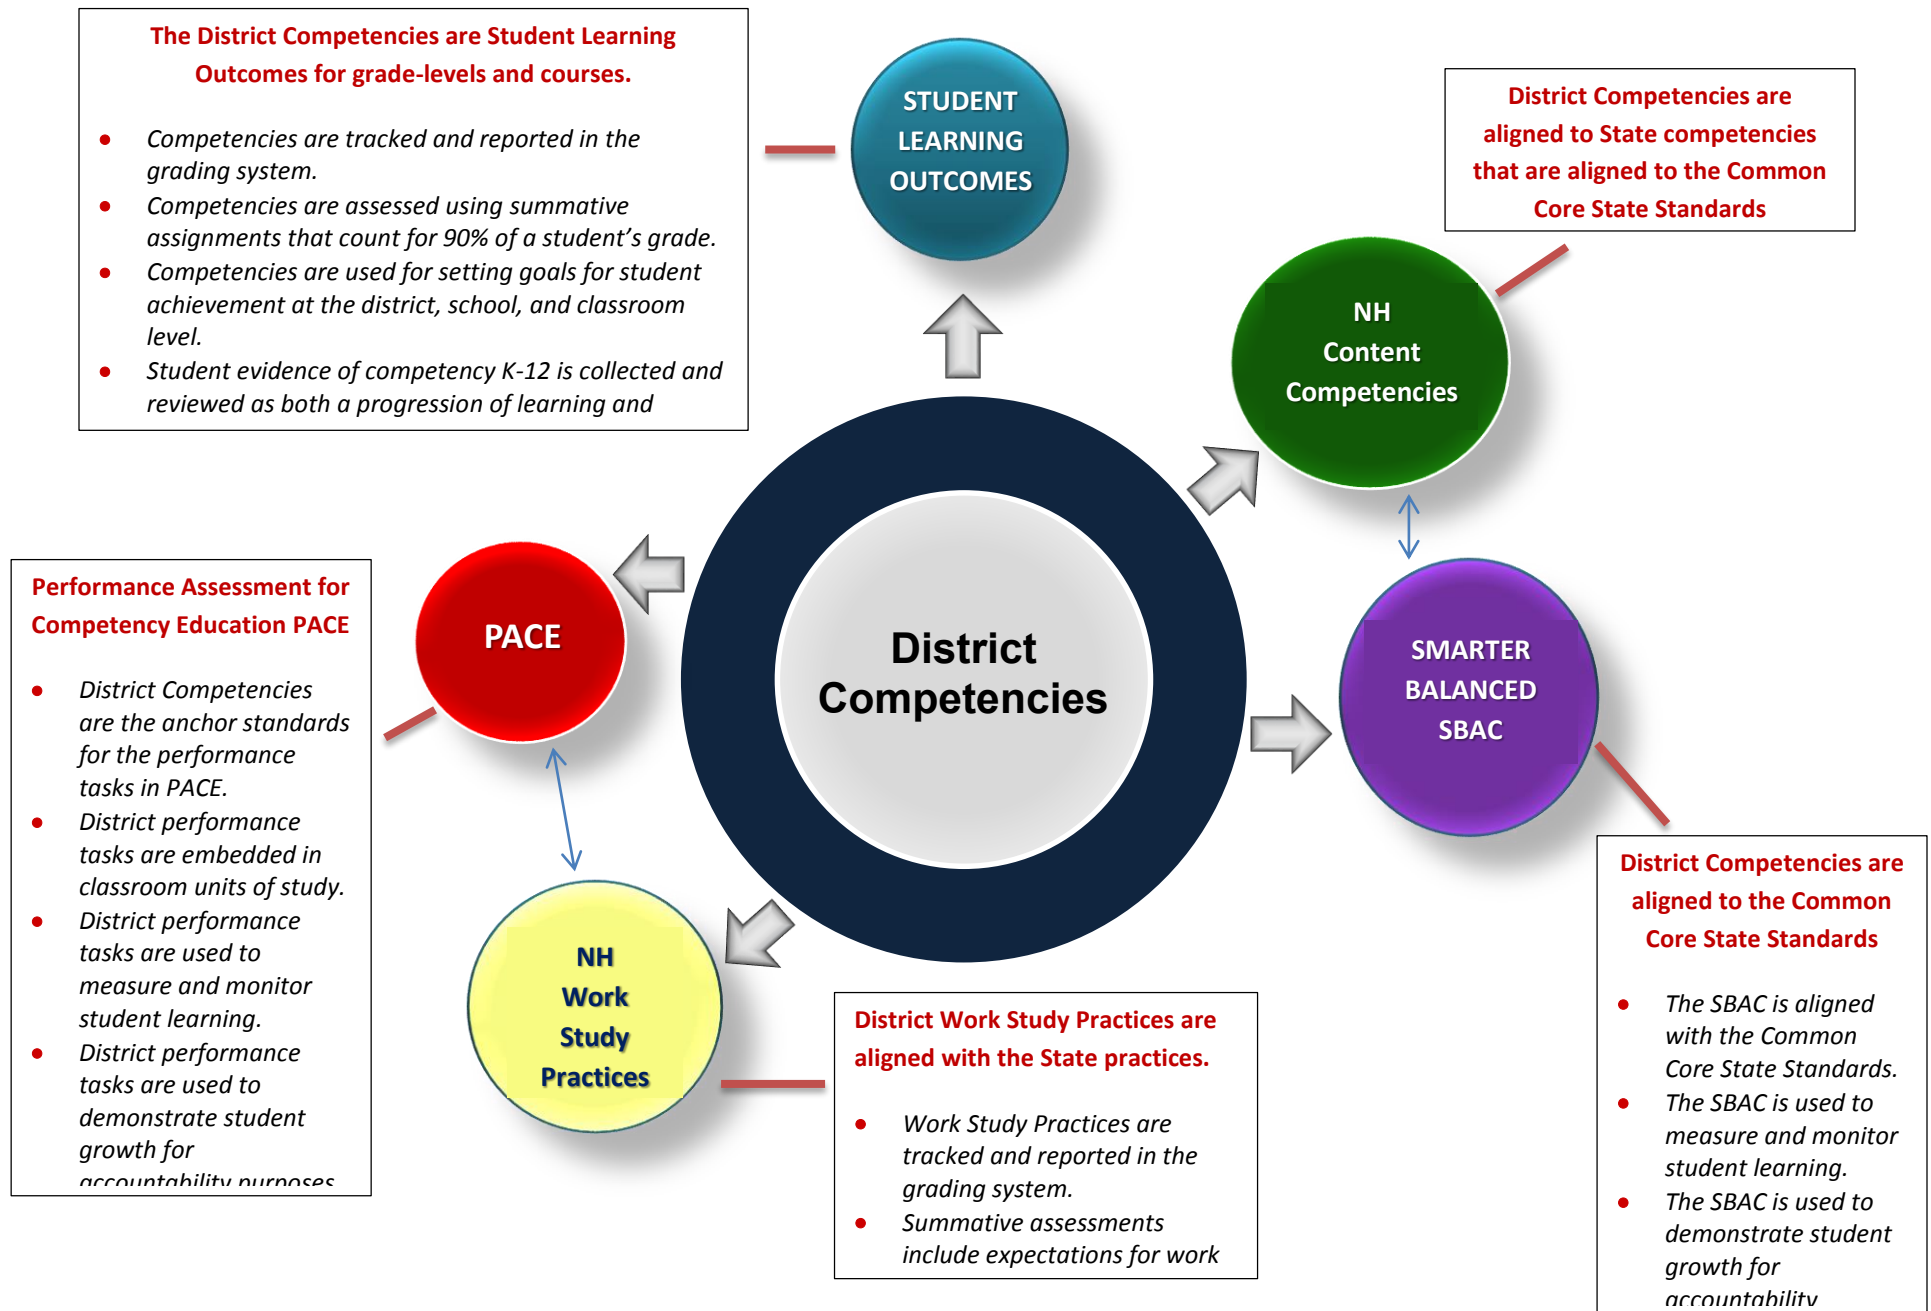 The District Competencies are Student Learning
Outcomes for grade-levels and courses.
● Competencies are tracked and reported in the
grading system.
● Competencies are assessed using summative
assignments that count for 90% of a student's grade.
● Competencies are used for setting goals for student
achievement at the district, school, and classroom
level.
● Student evidence of competency K-12 is collected and
reviewed as both a progression of learning and
STUDENT
LEARNING
OUTCOMES
District Competencies are
aligned to State competencies
that are aligned to the Common
Core State Standards
NH
Content
Competencies
Performance Assessment for
Competency Education PACE
● District Competencies
are the anchor standards
for the performance
tasks in PACE.
● District performance
tasks are embedded in
classroom units of study.
● District performance
tasks are used to
measure and monitor
student learning.
● District performance
tasks are used to
demonstrate student
growth for
accountability purposes
PACE
District
Competencies
SMARTER
BALANCED
SBAC
NH
Work
Study
Practices
District Work Study Practices are
aligned with the State practices.
● Work Study Practices are
tracked and reported in the
grading system.
● Summative assessments
include expectations for work
District Competencies are
aligned to the Common
Core State Standards
● The SBAC is aligned
with the Common
Core State Standards.
● The SBAC is used to
measure and monitor
student learning.
● The SBAC is used to
demonstrate student
growth for
accountability